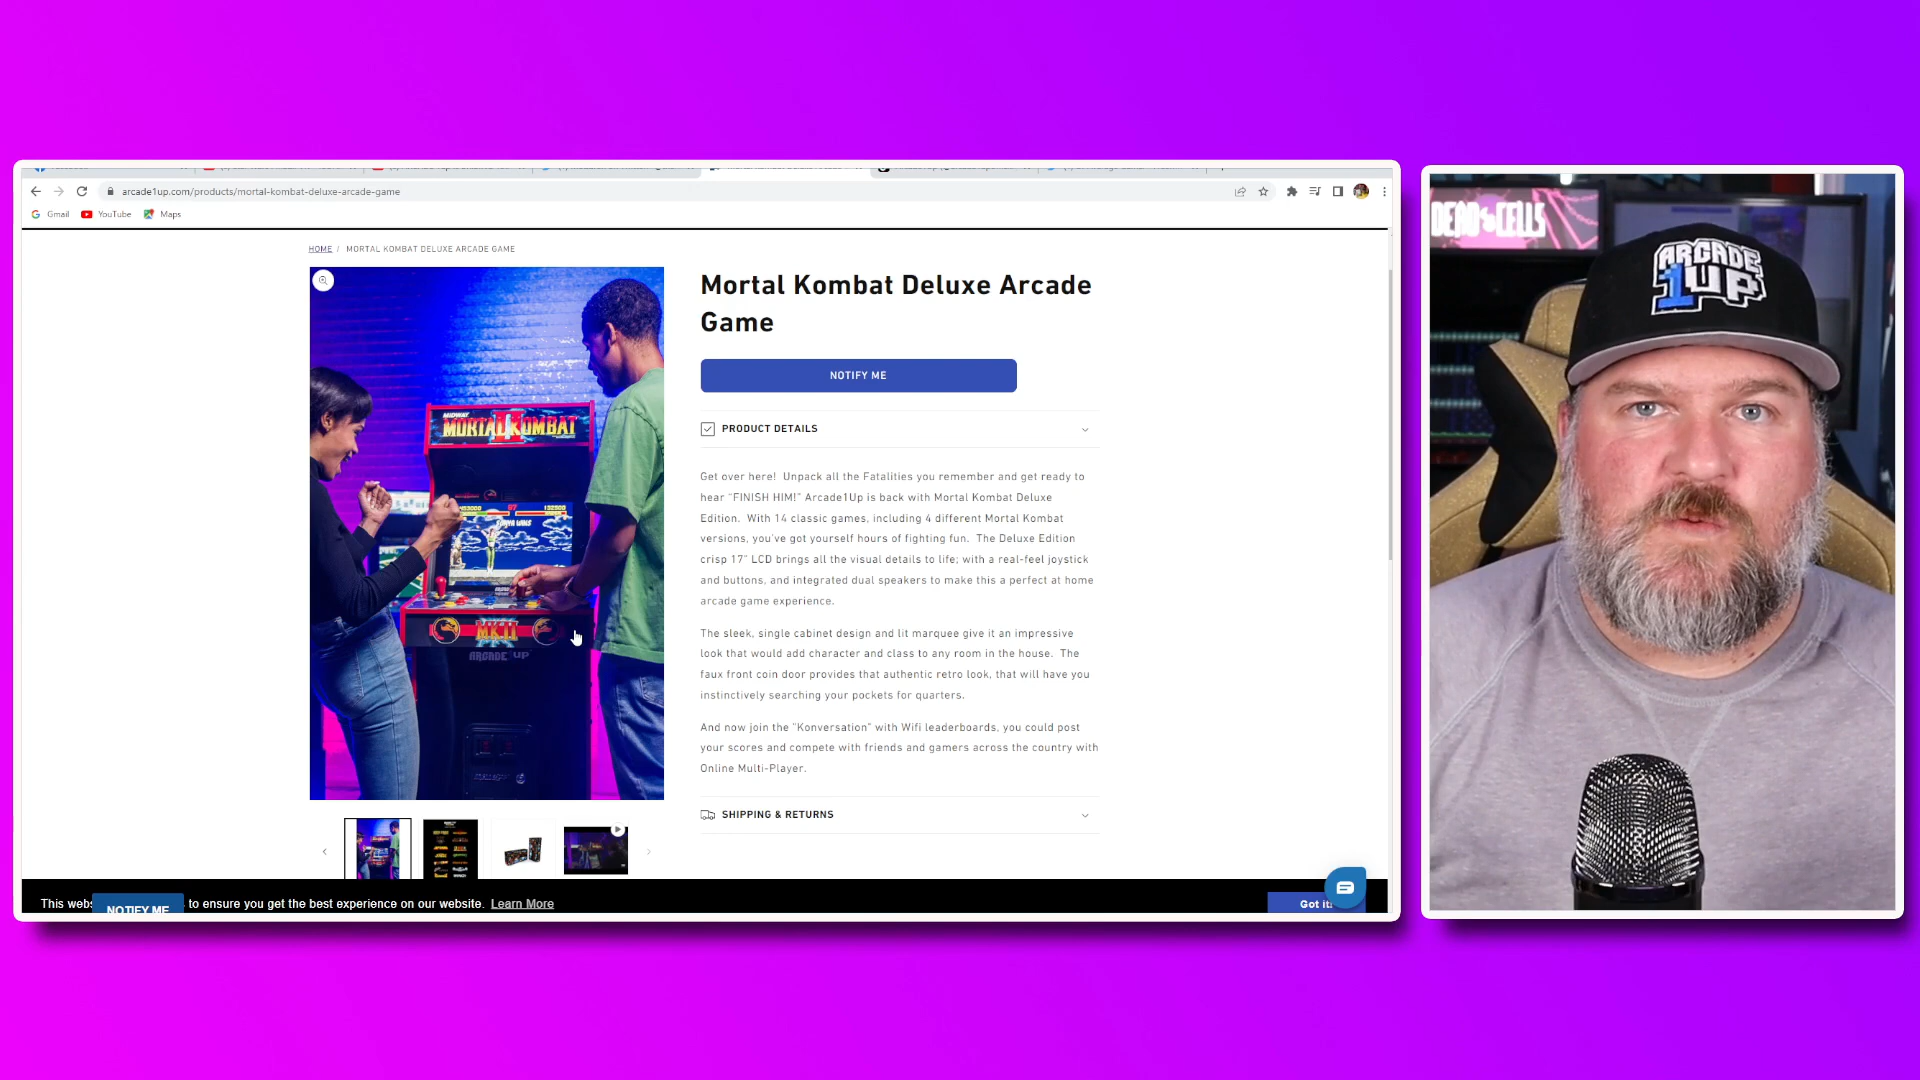 arcade1up.com/products/mortal-kombat-deluxe-arcade-game
Gmail YouTube Maps
HOME / MORTAL KOMBAT DELUXE ARCADE GAME
Mortal Kombat Deluxe Arcade
Game
NOTIFY ME
PRODUCT DETAILS
Get over here! Unpack all the Fatalities you remember and get ready to
hear "FINISH HIM!" Arcade1Up is back with Mortal Kombat Deluxe
Edition. With 14 classic games, including 4 different Mortal Kombat
versions, you've got yourself hours of fighting fun. The Deluxe Edition
crisp 17" LCD brings all the visual details to life; with a real-feel joystick
and buttons, and integrated dual speakers to make this a perfect at home
arcade game experience.
The sleek, single cabinet design and lit marquee give it an impressive
look that would add character and class to any room in the house. The
faux front coin door provides that authentic retro look, that will have you
instinctively searching your pockets for quarters.
And now join the "Konversation" with Wifi leaderboards, you could post
your scores and compete with friends and gamers across the country with
Online Multi-Player.
SHIPPING & RETURNS
MIDWAY
MORTAL KOMBAT
II
MKII
ARCADE1UP
This webs
NOTIFY ME
to ensure you get the best experience on our website. Learn More
Got it!
DEAD CELLS
ARCADE
1UP